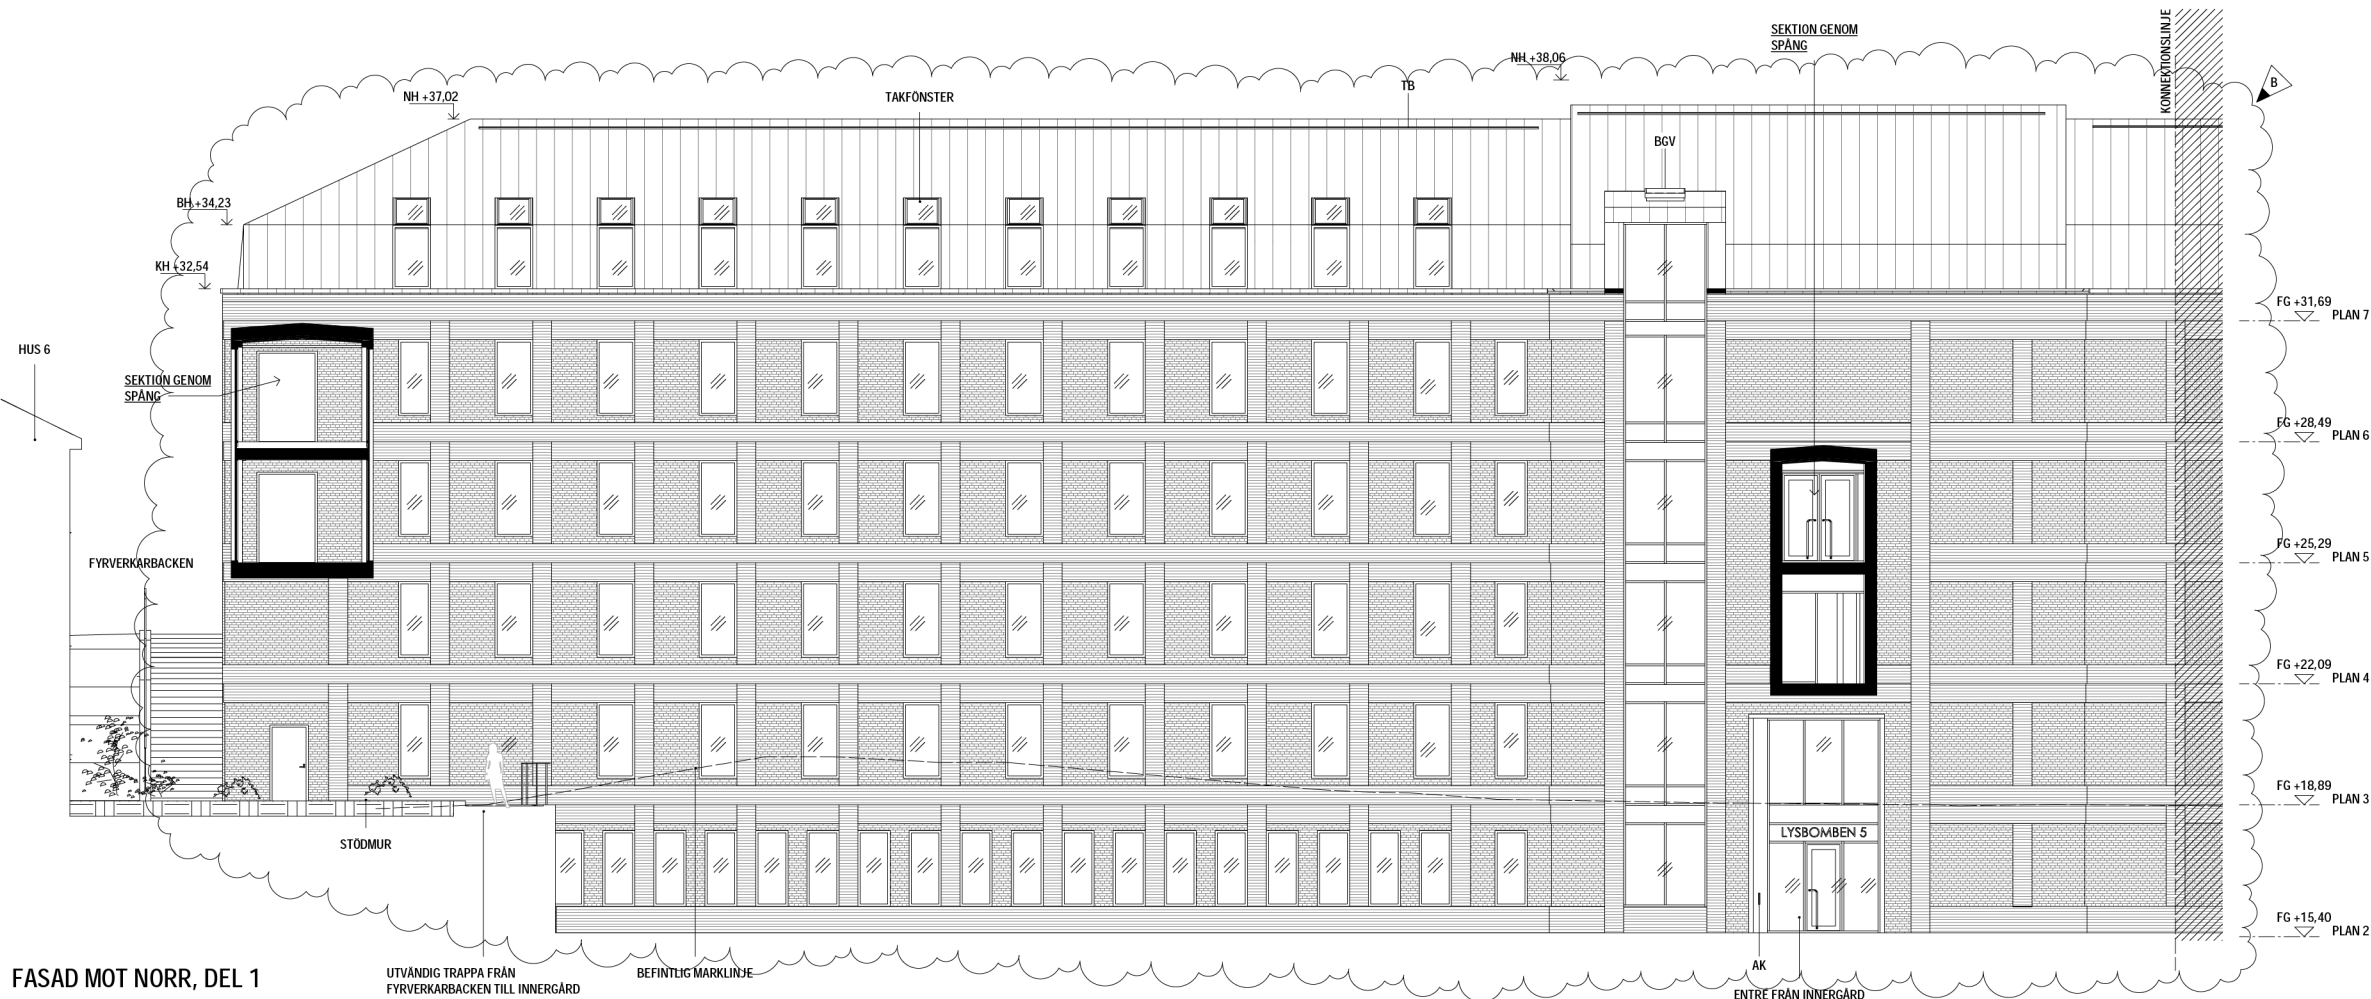 SEKTION GENOM
SPÅNG
KONNEKTIONSLINJE
NH +38,06
TB
B
NH +37,02
TAKFÖNSTER
BGV
BH +34,23
KH +32,54
FG +31,69
PLAN 7
HUS 6
SEKTION GENOM
SPÅNG
FG +28,49
PLAN 6
FG +25,29
PLAN 5
FYRVERKARBACKEN
FG +22,09
PLAN 4
FG +18,89
PLAN 3
LYSBOMBEN 5
STÖDMUR
FG +15,40
PLAN 2
AK
FASAD MOT NORR, DEL 1
UTVÄNDIG TRAPPA FRÅN
FYRVERKARBACKEN TILL INNERGÅRD
BEFINTLIG MARKLINJE
ENTRÉ FRÅN INNERGÅRD